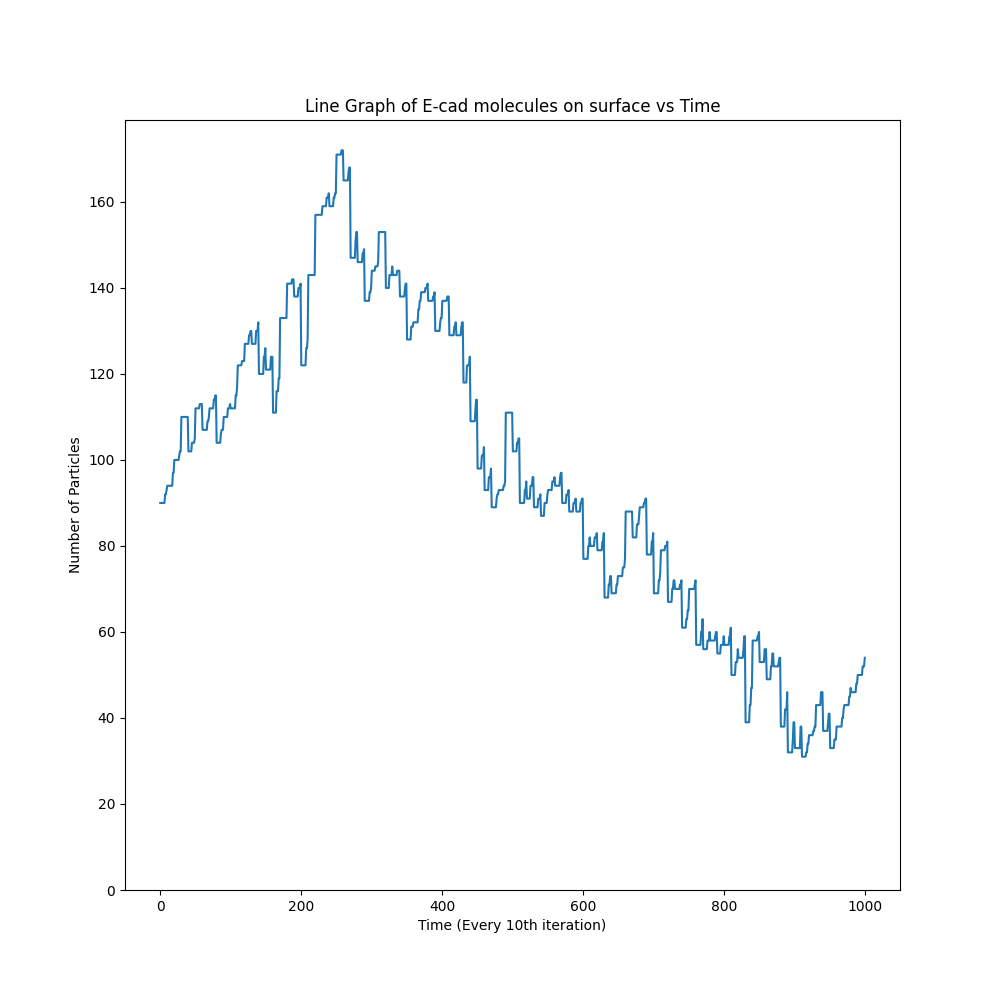 Line Graph of E-cad molecules on surface vs Time
Number of Particles
160
140
120
100
80
60
40
20
0
0 200 400 600 800 1000
Time (Every 10th iteration)